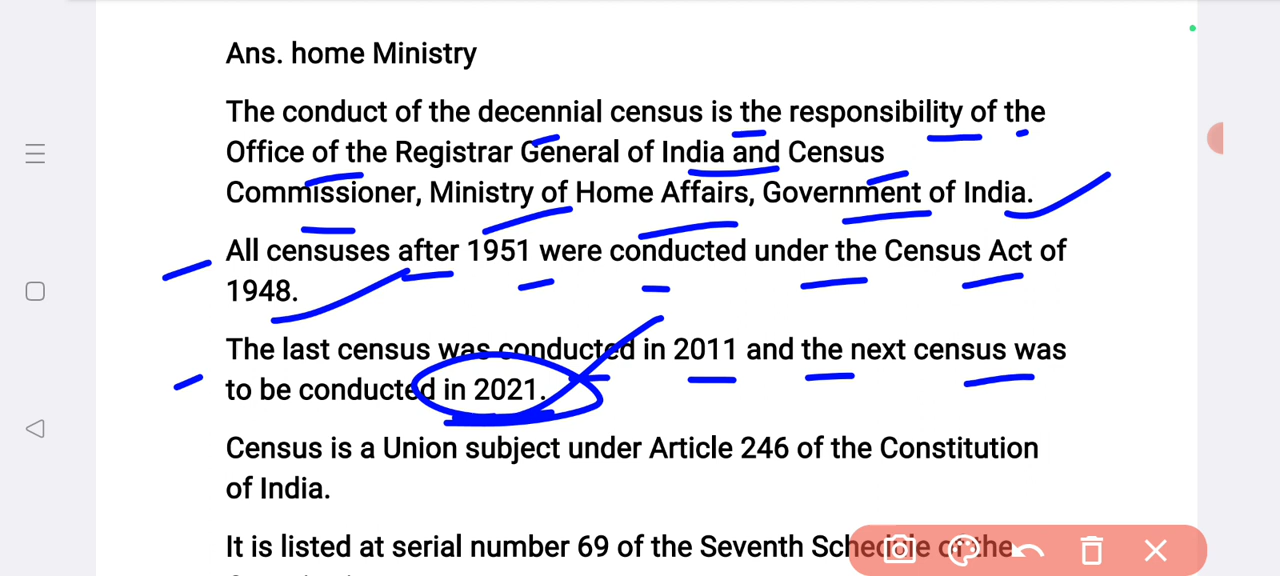 Ans. home Ministry
The conduct of the decennial census is the responsibility of the
Office of the Registrar General of India and Census
Commissioner, Ministry of Home Affairs, Government of India.
All censuses after 1951 were conducted under the Census Act of
1948.
The last census was conducted in 2011 and the next census was
to be conducted in 2021.
Census is a Union subject under Article 246 of the Constitution
of India.
It is listed at serial number 69 of the Seventh Schedule of the